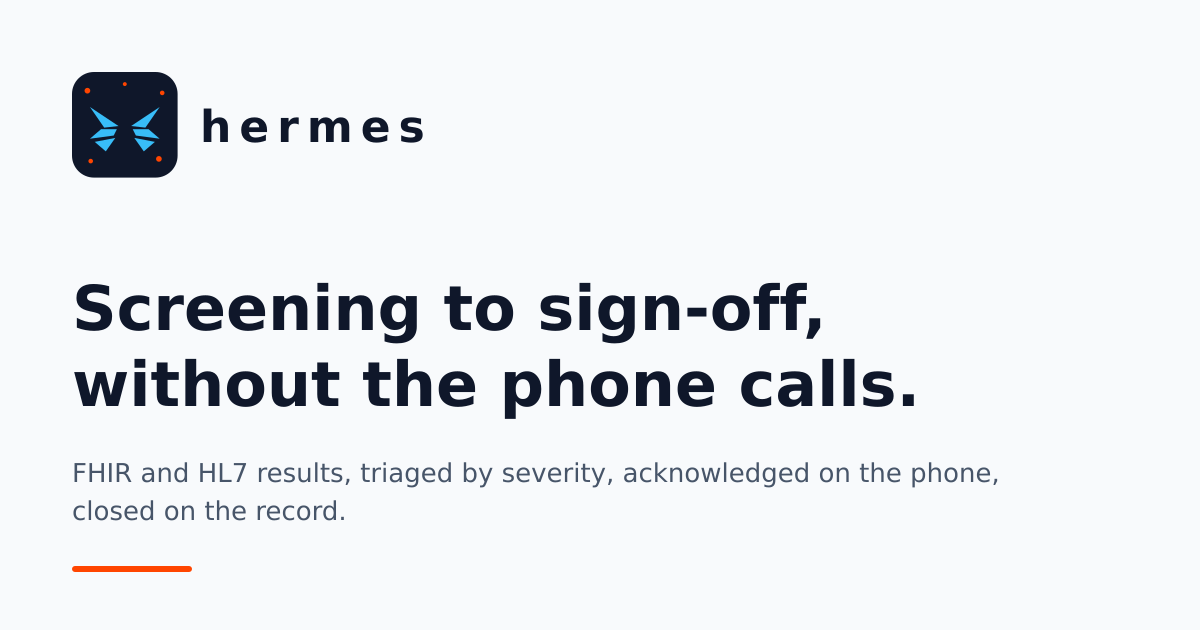 hermes
Screening to sign-off,
without the phone calls.
FHIR and HL7 results, triaged by severity, acknowledged on the phone,
closed on the record.